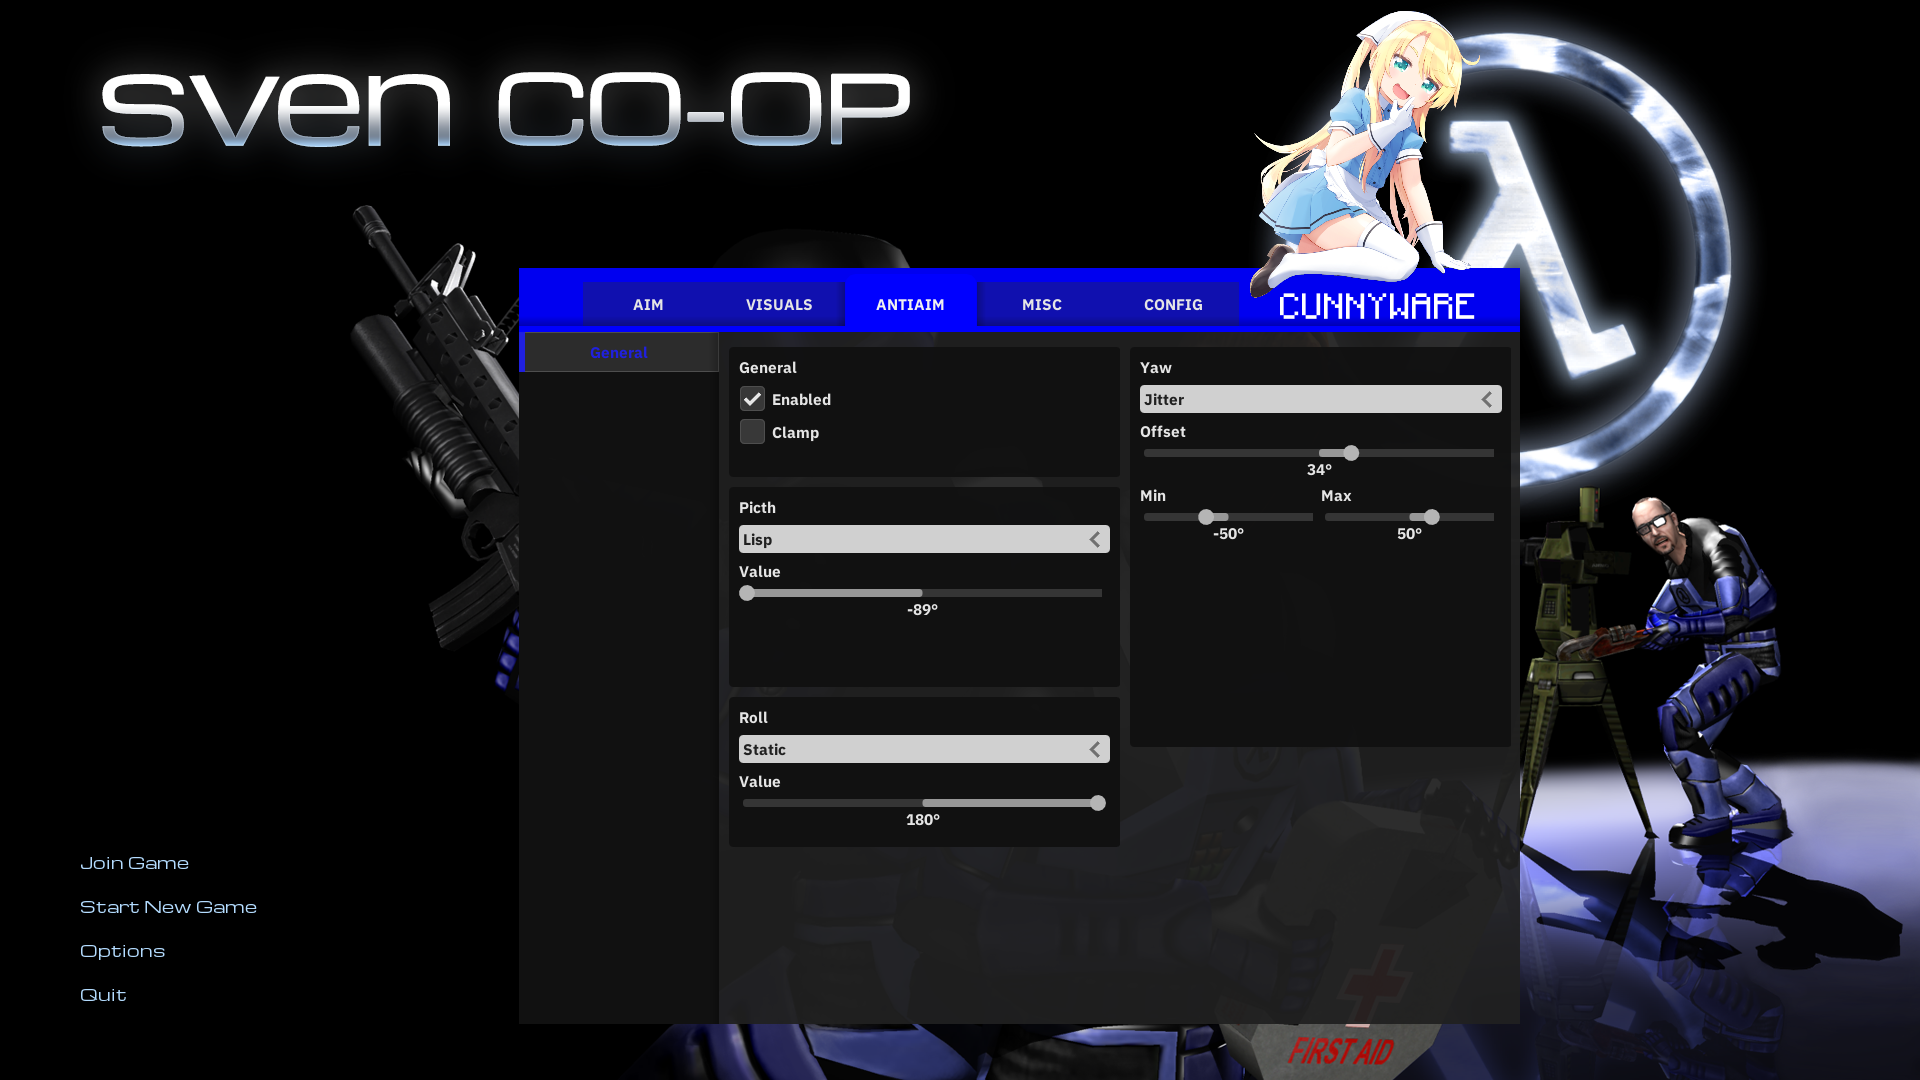 sven CO-OP
AIM
VISUALS
ANTIAIM
MISC
CONFIG
CUNNYWARE
General
General
Enabled
Clamp
Picth
Lisp
Value
-89°
Roll
Static
Value
180°
Yaw
Jitter
Offset
34°
Min
Max
-50°
50°
Join Game
Start New Game
Options
Quit
FIRST AID